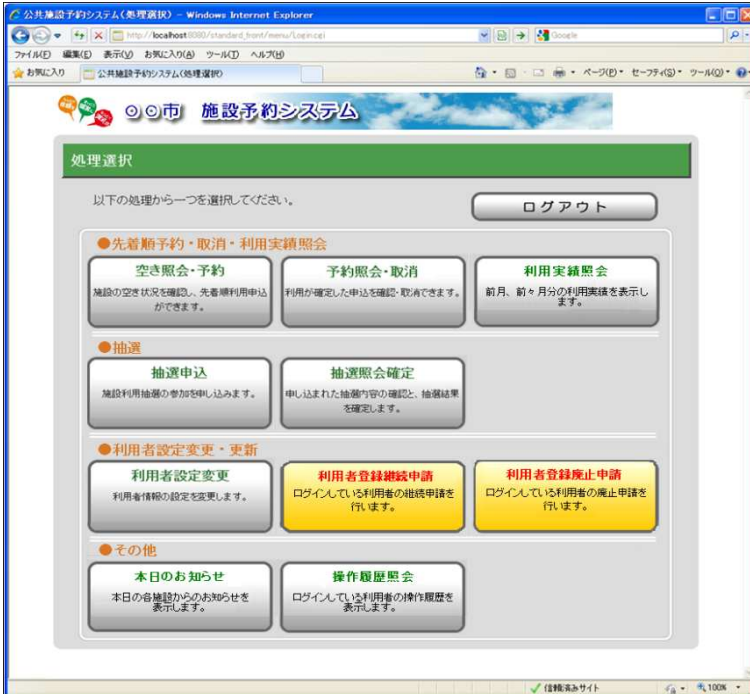 公共施設予約システム(処理選択) - Windows Internet Explorer
http://localhost:8080/standard_front/menu/Login.cgi
Google
ファイル(F) 編集(E) 表示(V) お気に入り(A) ツール(T) ヘルプ(H)
お気に入り 公共施設予約システム(処理選択)
ページ(P) セーフティ(S) ツール(O)
○○市 施設予約システム
処理選択
以下の処理から一つを選択してください。
ログアウト
●先着順予約・取消・利用実績照会
空き照会・予約
施設の空き状況を確認し、先着順利用申込
ができます。
予約照会・取消
利用が確定した申込を確認・取消できます。
利用実績照会
前月、前々月分の利用実績を表示し
ます。
●抽選
抽選申込
施設利用抽選の参加を申し込みます。
抽選照会確定
申し込まれた抽選内容の確認と、抽選結果
を確定します。
●利用者設定変更・更新
利用者設定変更
利用者情報の設定を変更します。
利用者登録継続申請
ログインしている利用者の継続申請を
行います。
利用者登録廃止申請
ログインしている利用者の廃止申請を
行います。
●その他
本日のお知らせ
本日の各施設からのお知らせを
表示します。
操作履歴照会
ログインしている利用者の操作履歴を
表示します。
信頼済みサイト
100%